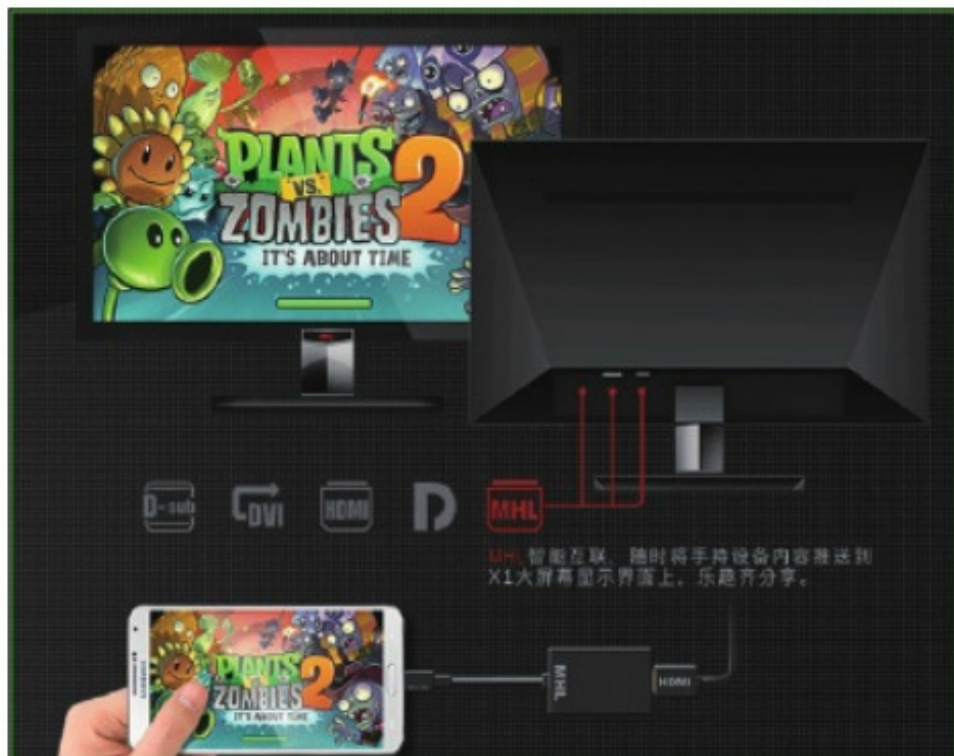 PLANTS
VS.
ZOMBIES 2
IT'S ABOUT TIME
D-sub
DVI
HDMI
D
MHL
MHL智能互联，随时将手持设备内容推送到
X1大屏幕显示界面上，乐趣齐分享。
SAMSUNG
PLANTS
VS.
ZOMBIES 2
IT'S ABOUT TIME
MHL
HDMI